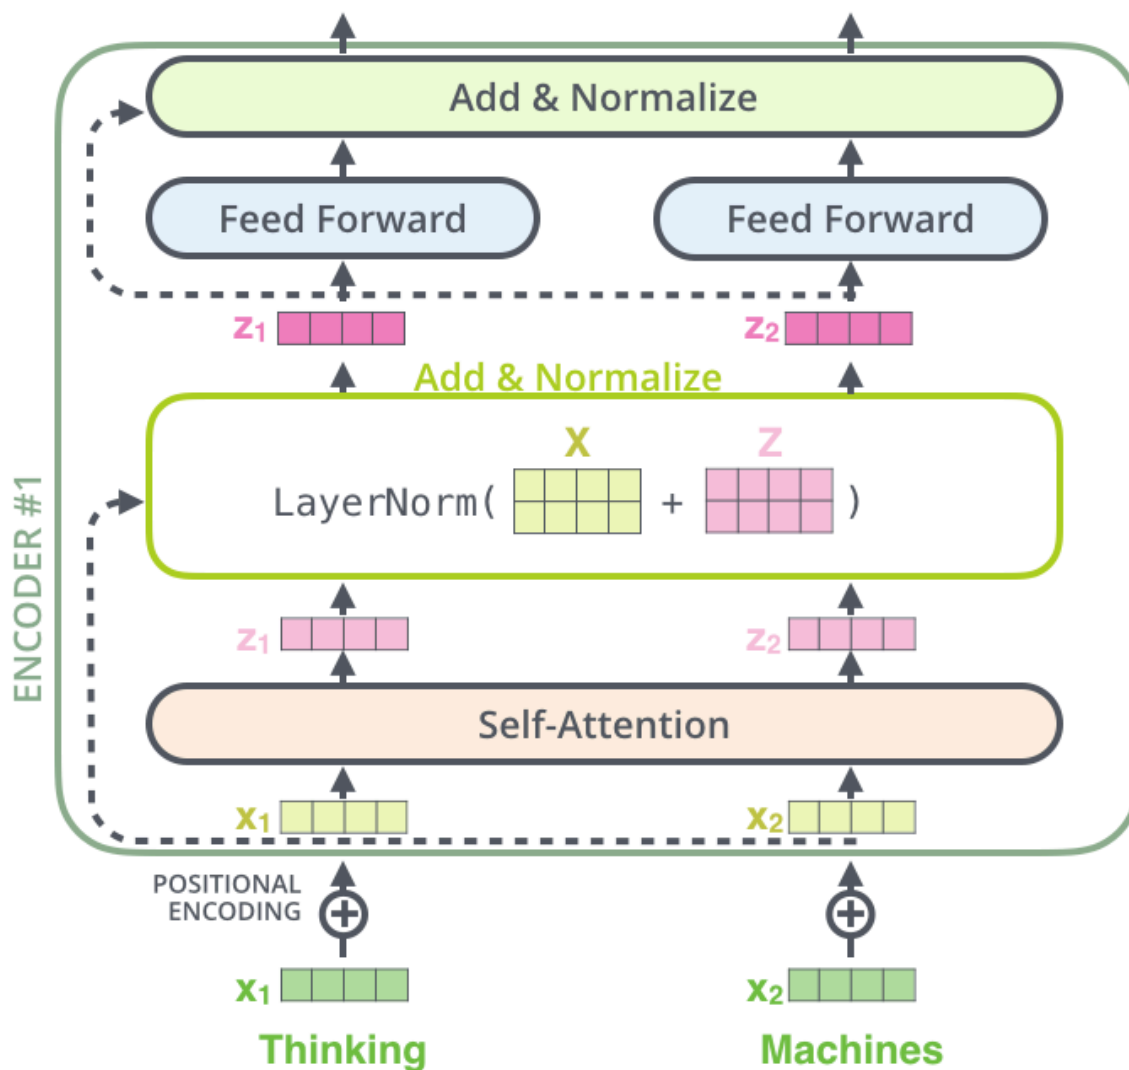 Add & Normalize
Feed Forward
Feed Forward
z1
z2
Add & Normalize
X
Z
LayerNorm( + )
ENCODER #1
z1
z2
Self-Attention
x1
x2
POSITIONAL
ENCODING
x1
x2
Thinking
Machines